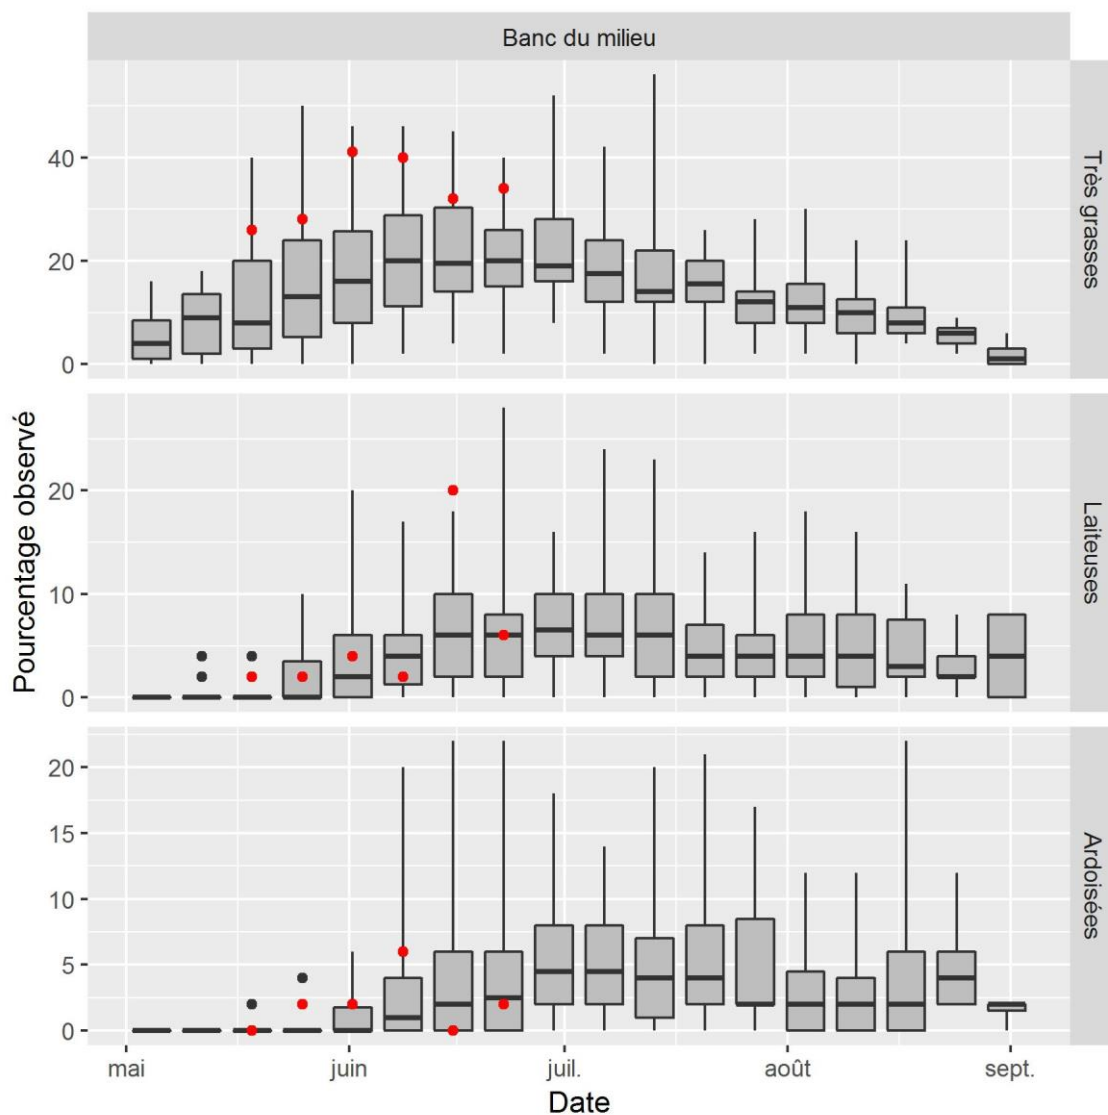 Banc du milieu
Pourcentage observé
40
20
0
Très grasses
20
10
0
Laiteuses
20
15
10
5
0
Ardoisées
mai juin juil. août sept.
Date